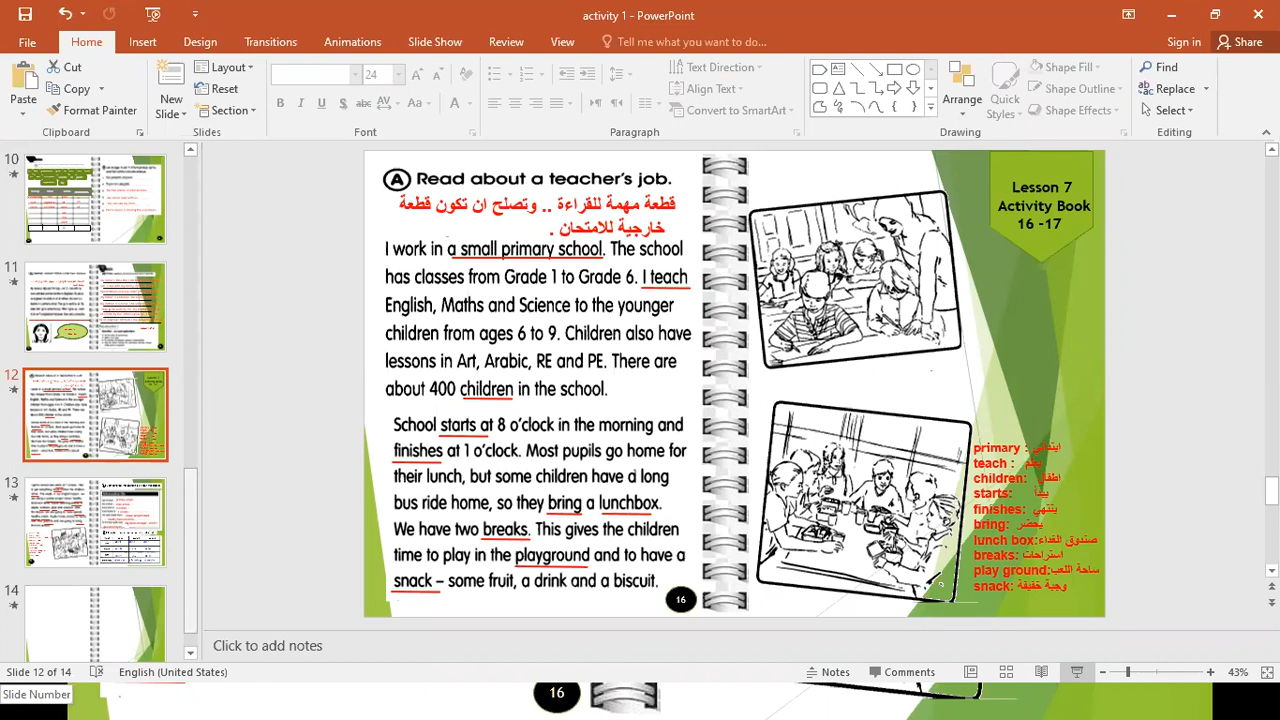 activity 1 - PowerPoint
File Home Insert Design Transitions Animations Slide Show Review View Tell me what you want to do... Sign in Share
Paste Cut Copy Format Painter
Clipboard
New Slide Layout Reset Section
Slides
24
Font
Text Direction
Align Text
Convert to SmartArt
Paragraph
Arrange
Quick Styles
Shape Fill
Shape Outline
Shape Effects
Drawing
Find
Replace
Select
Editing
10
11
12
13
14
A Read about a teacher's job.
قطعة مهمة للقراءة .. وتصلح ان تكون قطعة
خارجية للامتحان .
I work in a small primary school. The school
has classes from Grade 1 to Grade 6. I teach
English, Maths and Science to the younger
children from ages 6 to 8. Children also have
lessons in Art, Arabic, RE and PE. There are
about 400 children in the school.
School starts at 8 o'clock in the morning and
finishes at 1 o'clock. Most pupils go home for
their lunch, but some children have a long
bus ride home, so they bring a lunchbox.
We have two breaks. This gives the children
time to play in the playground and to have a
snack – some fruit, a drink and a biscuit.
16
Lesson 7
Activity Book
16 -17
primary : ابتدائي
teach : يعلم
children: اطفال
starts: يبدأ
finishes: ينتهي
bring: يحضر
lunch box: صندوق الغداء
breaks: استراحات
play ground: ساحة اللعب
snack: وجبة خفيفة
Click to add notes
Slide 12 of 14 English (United States) Notes Comments 43%
Slide Number
16